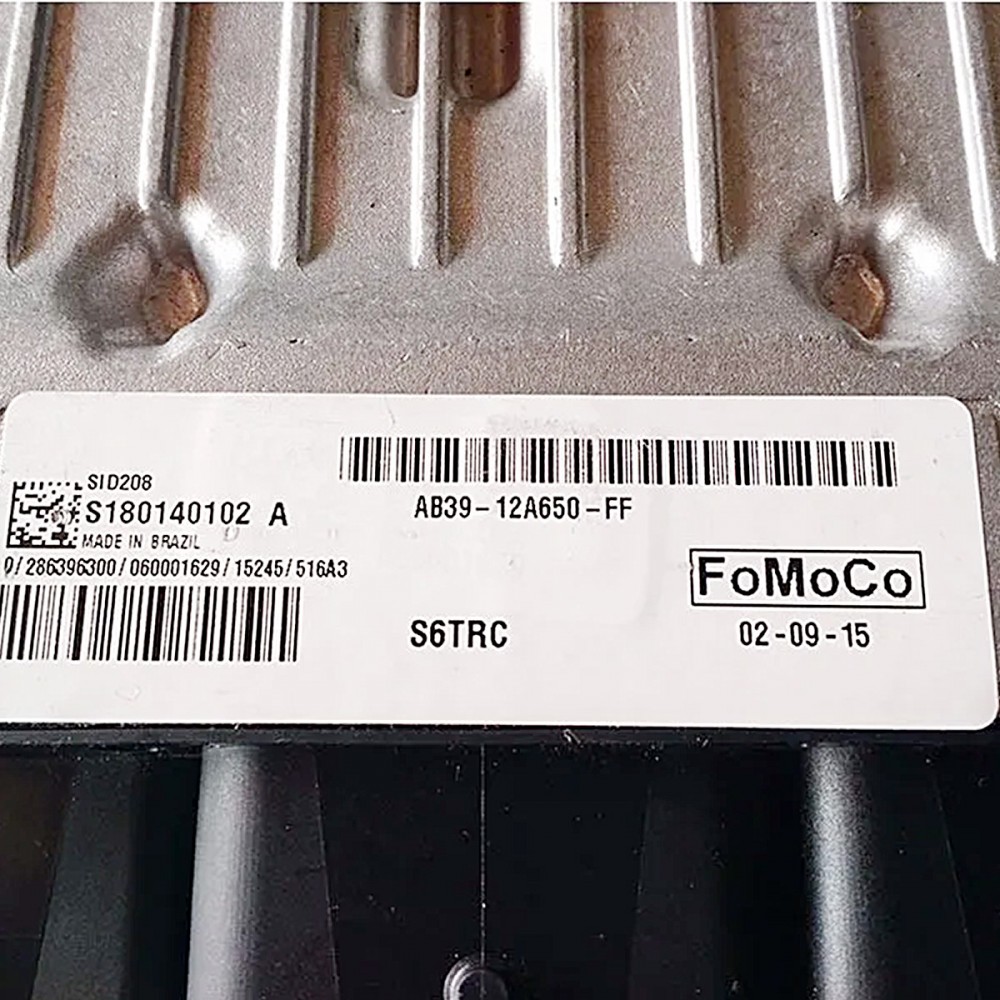 SID208
S180140102 A
MADE IN BRAZIL
0/286396300/060001629/15245/516A3
AB39-12A650-FF
S6TRC
FoMoCo
02-09-15